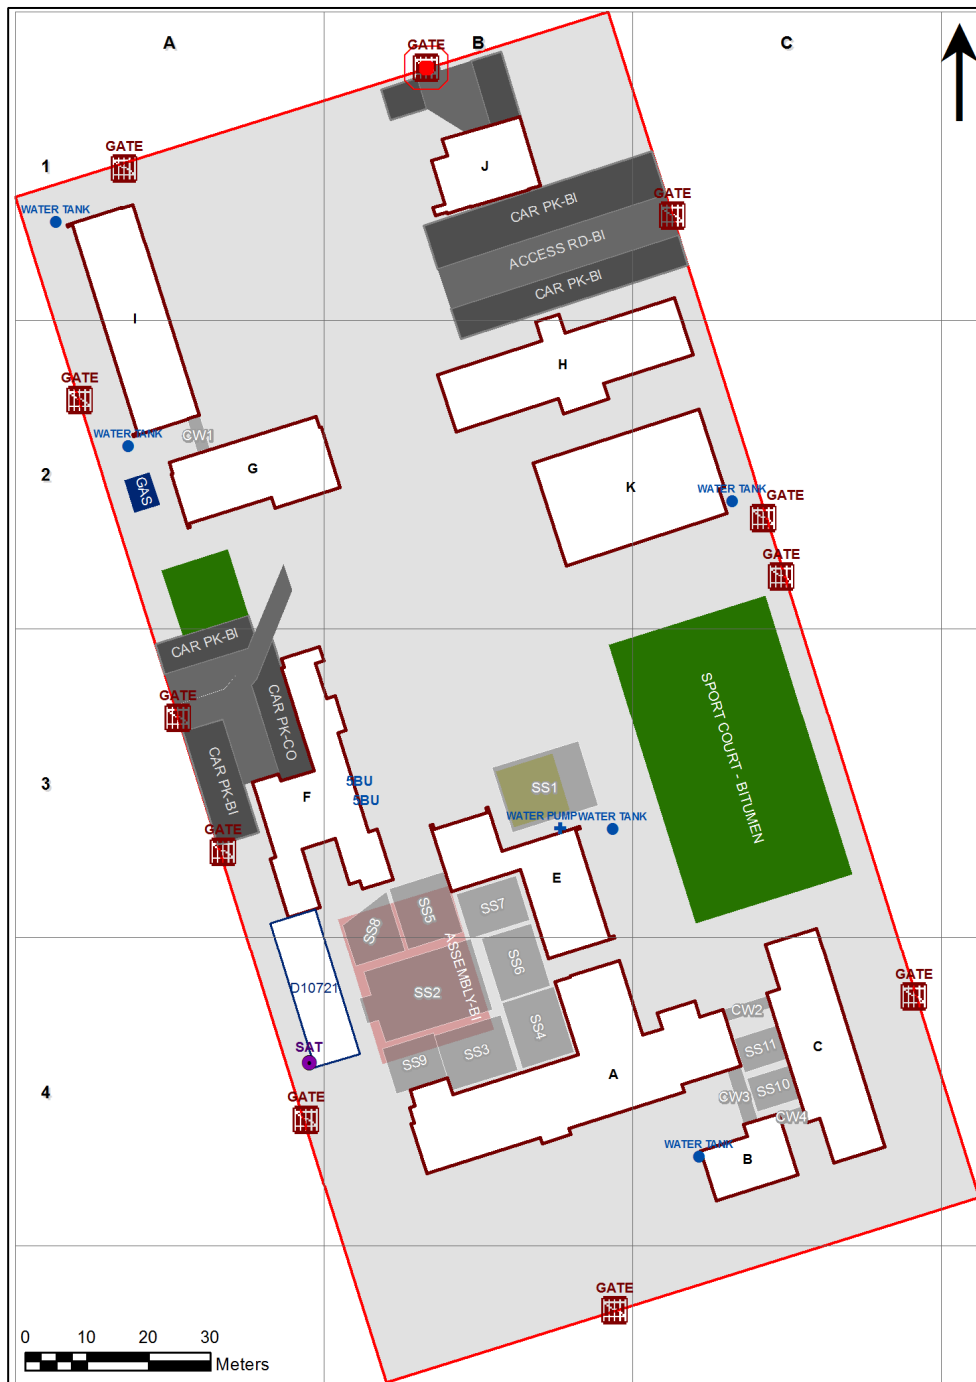 A
B
C
GATE
1
GATE
J
WATER TANK
CAR PK-BI
GATE
ACCESS RD-BI
CAR PK-BI
I
H
GATE
CW1
WATER TANK
G
2
GAS
K
WATER TANK
GATE
GATE
CAR PK-BI
GATE
CAR PK-CO
CAR PK-BI
SPORT COURT - BITUMEN
3
5BU
5BU
F
SS1
WATER PUMP
WATER TANK
GATE
E
SS7
SS5
SS8
ASSEMBLY-BI
SS6
SS2
D10721
GATE
CW2
SS4
SS3
SS9
SS11
C
SAT
A
SS10
CW3
4
GATE
CW4
WATER TANK
B
GATE
0 10 20 30
Meters